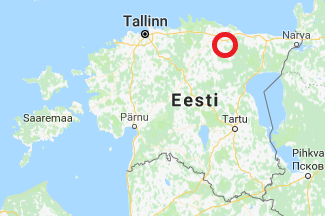 Tallinn
Narva
Eesti
Saaremaa
Pärnu
Tartu
Pihkva
Псков